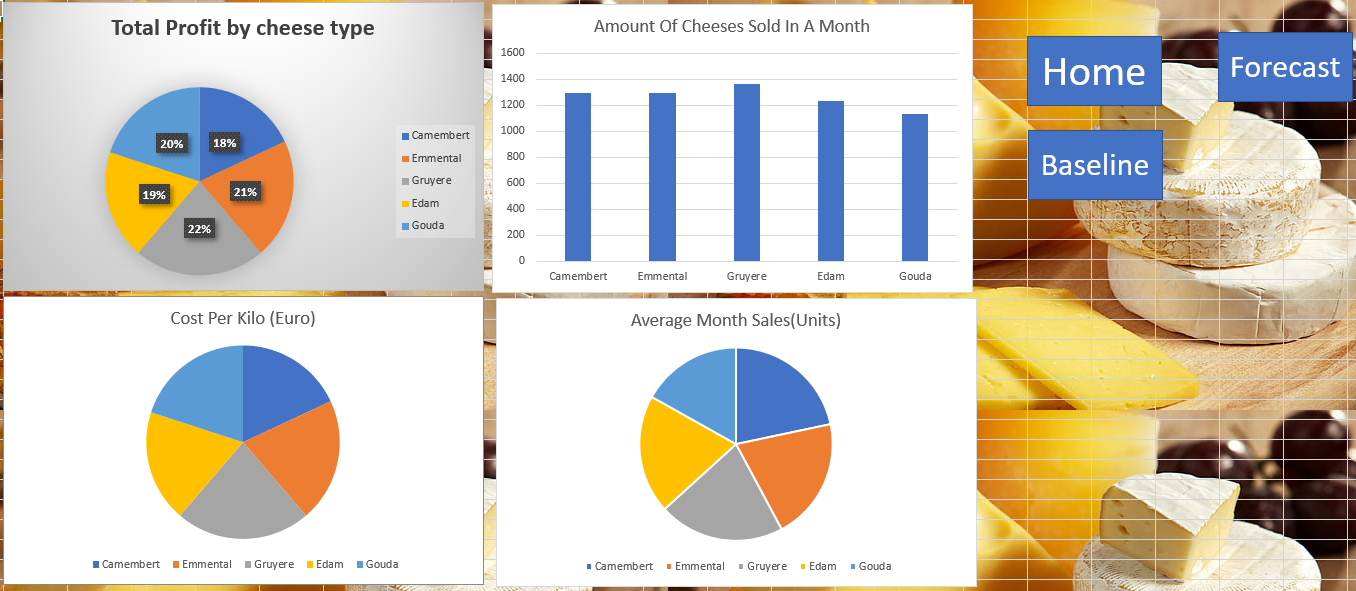 Total Profit by cheese type
20%
18%
19%
21%
22%
Camembert
Emmental
Gruyere
Edam
Gouda
Amount Of Cheeses Sold In A Month
1600
1400
1200
1000
800
600
400
200
0
Camembert Emmental Gruyere Edam Gouda
Home
Forecast
Baseline
Cost Per Kilo (Euro)
Camembert Emmental Gruyere Edam Gouda
Average Month Sales(Units)
Camembert Emmental Gruyere Edam Gouda